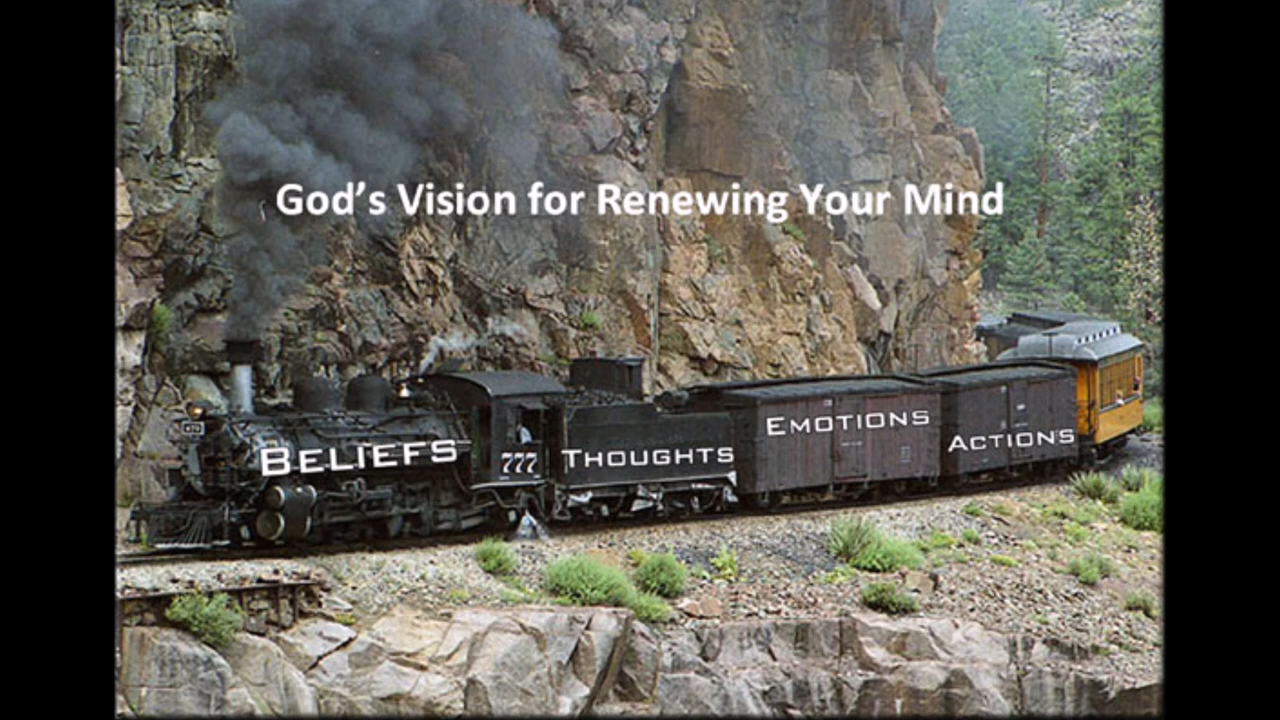 God's Vision for Renewing Your Mind
BELIEFS
777
THOUGHTS
EMOTIONS
ACTIONS